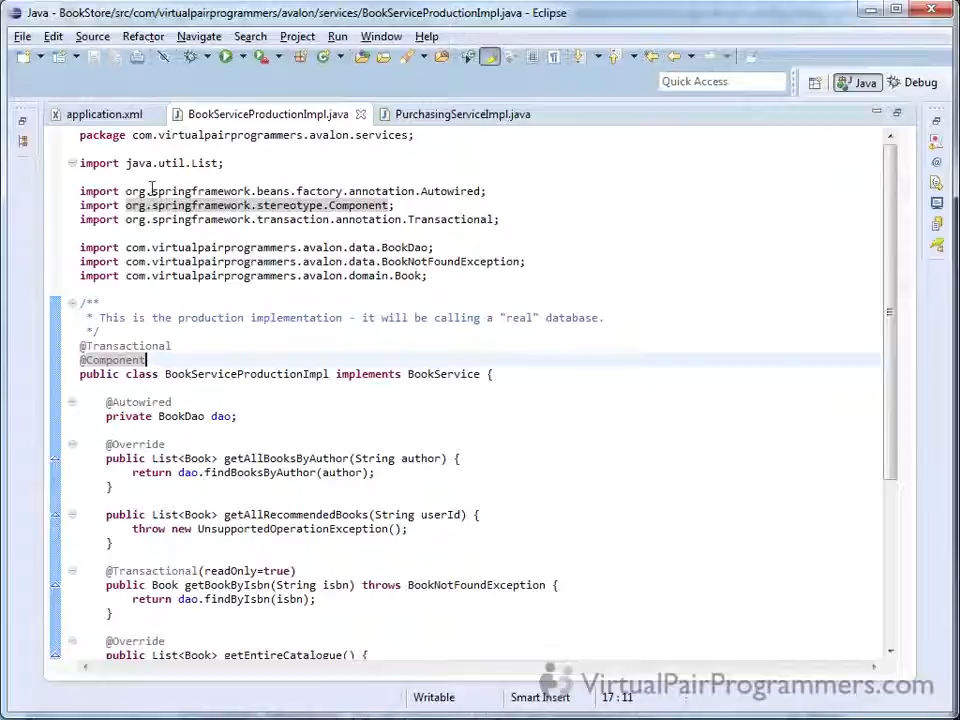 Java - BookStore/src/com/virtualpairprogrammers/avalon/services/BookServiceProductionImpl.java - Eclipse
File Edit Source Refactor Navigate Search Project Run Window Help
Quick Access
Java
Debug
application.xml
BookServiceProductionImpl.java
PurchasingServiceImpl.java
package com.virtualpairprogrammers.avalon.services;
import java.util.List;
import org.springframework.beans.factory.annotation.Autowired;
import org.springframework.stereotype.Component;
import org.springframework.transaction.annotation.Transactional;
import com.virtualpairprogrammers.avalon.data.BookDao;
import com.virtualpairprogrammers.avalon.data.BookNotFoundException;
import com.virtualpairprogrammers.avalon.domain.Book;
/**
* This is the production implementation - it will be calling a "real" database.
*/
@Transactional
@Component
public class BookServiceProductionImpl implements BookService {
@Autowired
private BookDao dao;
@Override
public List<Book> getAllBooksByAuthor(String author) {
return dao.findBooksByAuthor(author);
}
public List<Book> getAllRecommendedBooks(String userId) {
throw new UnsupportedOperationException();
}
@Transactional(readOnly=true)
public Book getBookByIsbn(String isbn) throws BookNotFoundException {
return dao.findByIsbn(isbn);
}
@Override
public List<Book> getEntireCatalogue() {
VirtualPairProgrammers.com
Writable
Smart Insert
17 : 11